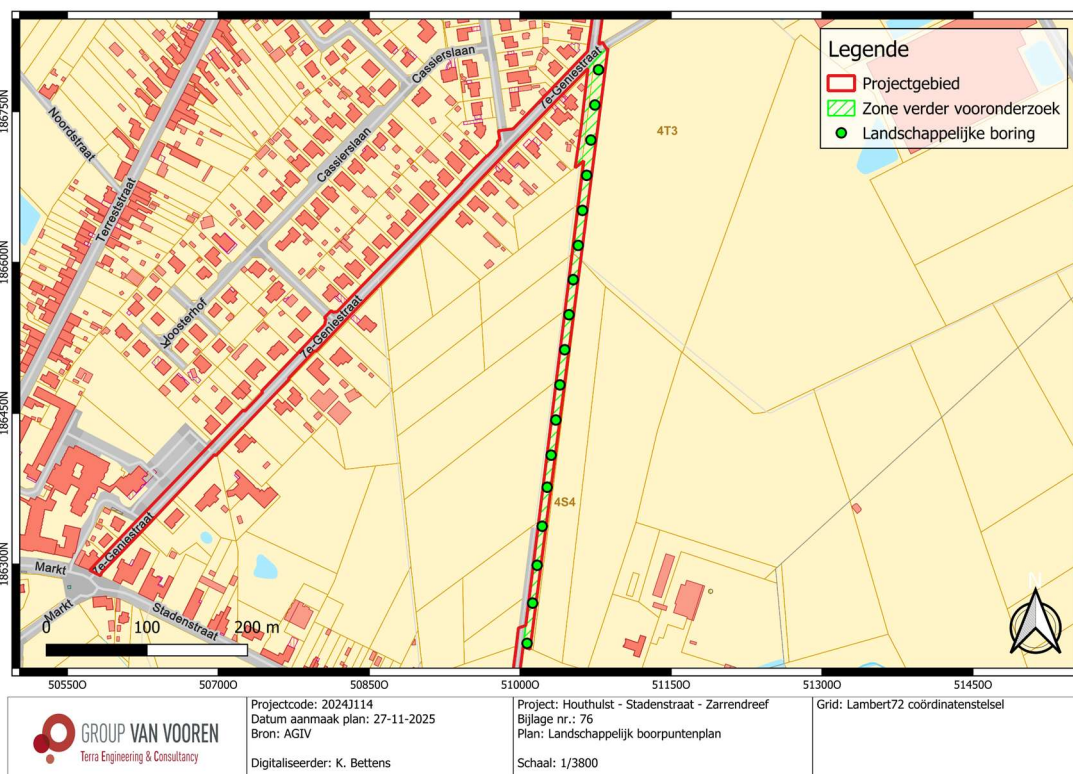 Legende
Projectgebied
Zone verder vooronderzoek
Landschappelijke boring
186750N
186600N
186450N
186300N
Noordstraat
Terreststraat
Cassierslaan
Cassierslaan
7e-Geniestraat
4T3
Kloosterhof
7e-Geniestraat
4S4
7e-Geniestraat
Markt
Markt
Stadenstraat
N
0 100 200 m
505500 507000 508500 510000 511500 513000 514500
GROUP VAN VOOREN
Terra Engineering & Consultancy
Projectcode: 2024J114
Datum aanmaak plan: 27-11-2025
Bron: AGIV
Digitaliseerder: K. Bettens
Project: Houthulst - Stadenstraat - Zarrendreef
Bijlage nr.: 76
Plan: Landschappelijk boorpuntenplan
Schaal: 1/3800
Grid: Lambert72 coördinatenstelsel